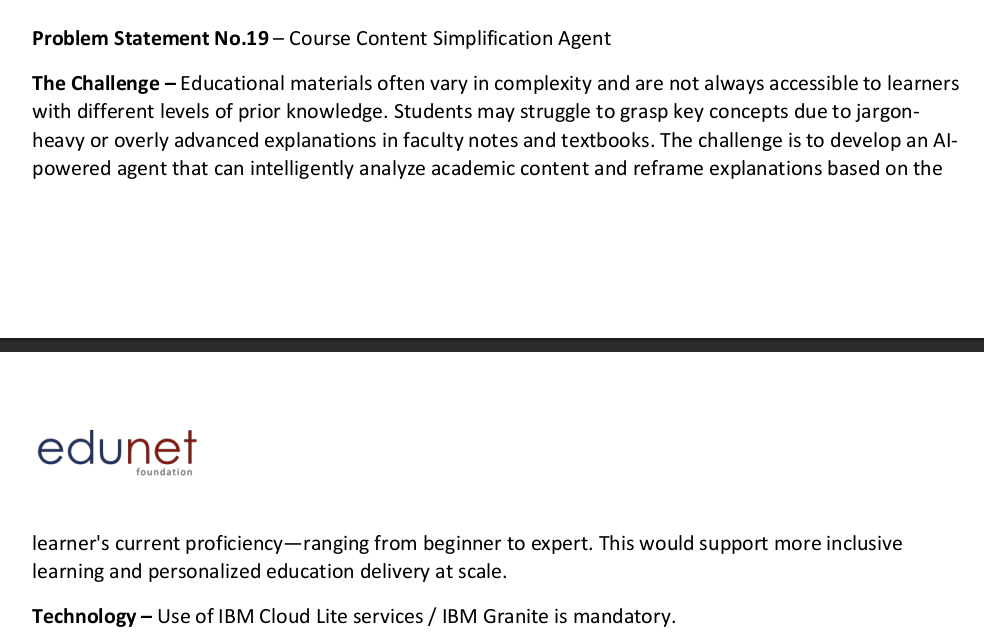 Problem Statement No.19 – Course Content Simplification Agent
The Challenge – Educational materials often vary in complexity and are not always accessible to learners
with different levels of prior knowledge. Students may struggle to grasp key concepts due to jargon-
heavy or overly advanced explanations in faculty notes and textbooks. The challenge is to develop an AI-
powered agent that can intelligently analyze academic content and reframe explanations based on the
edunet
foundation
learner's current proficiency—ranging from beginner to expert. This would support more inclusive
learning and personalized education delivery at scale.
Technology – Use of IBM Cloud Lite services / IBM Granite is mandatory.